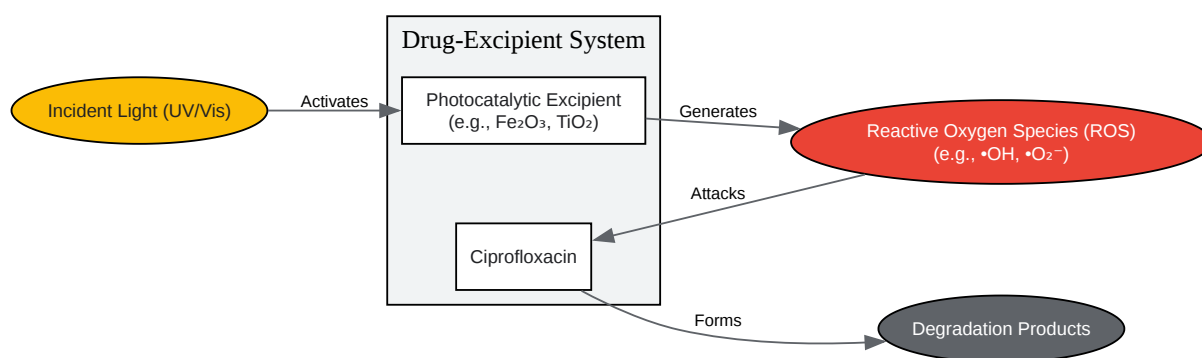 Drug-Excipient System
Incident Light (UV/Vis)
Activates
Photocatalytic Excipient
(e.g., Fe₂O₃, TiO₂)
Generates
Reactive Oxygen Species (ROS)
(e.g., •OH, •O₂⁻)
Attacks
Ciprofloxacin
Forms
Degradation Products